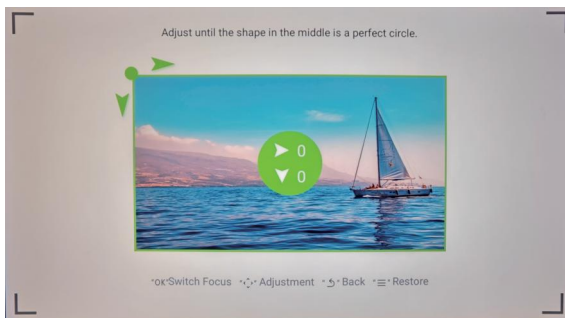 Adjust until the shape in the middle is a perfect circle.
0
0
"OK"Switch Focus Adjustment Back Restore